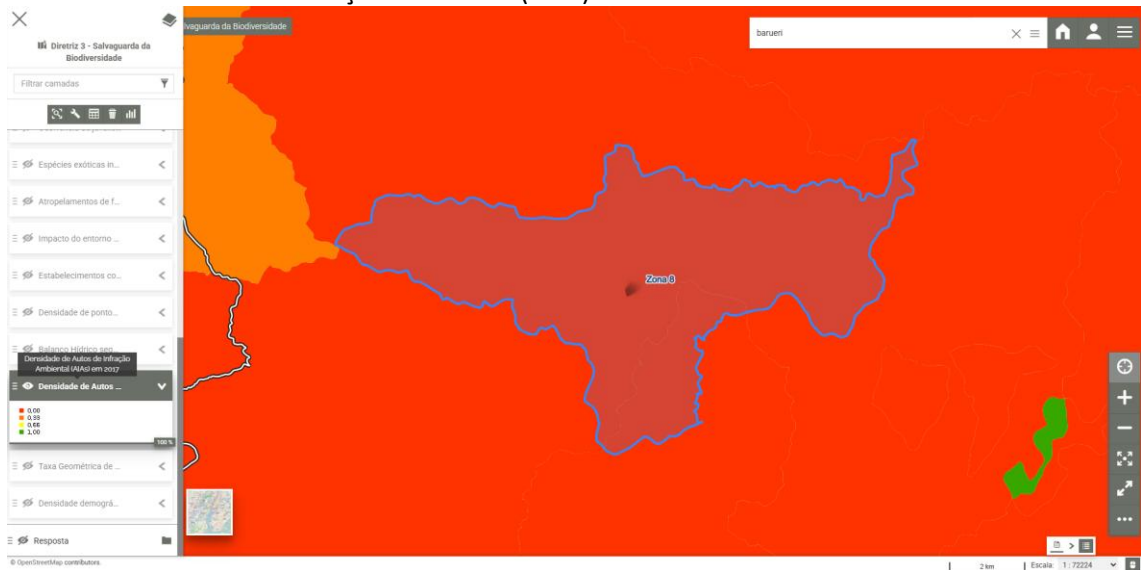 Diretriz 3 - Salvaguarda da
Biodiversidade
lvaguarda da Biodiversidade
barueri
Filtrar camadas
Espécies exóticas in...
Atropelamentos de f...
Impacto do entorno ...
Estabelecimentos co...
Densidade de ponto...
Balanço Hídrico seg...
Densidade de Autos de Infração
Ambiental (AIAs) em 2017
Densidade de Autos ...
0,00
0,33
0,66
1,00
100 %
Taxa Geométrica de ...
Densidade demográ...
Resposta
Zona 8
© OpenStreetMap contributors.
2 km
Escala: 1 : 72224